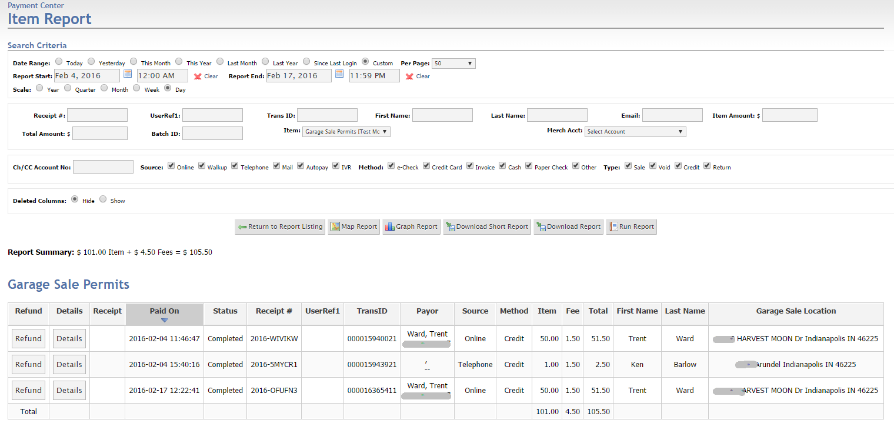 Payment Center
Item Report
Search Criteria
Date Range: Today Yesterday This Month This Year Last Month Last Year Since Last Login Custom Per Page: 50
Report Start: Feb 4, 2016 12:00 AM Clear Report End: Feb 17, 2016 11:59 PM Clear
Scale: Year Quarter Month Week Day
Receipt #: UserRef1: Trans ID: First Name: Last Name: Email: Item Amount: $
Total Amount: $ Batch ID: Item: Garage Sale Permits (Test Mc Merch Acct: Select Account
Ch/CC Account No: Source: Online Walkup Telephone Mail Autopay IVR Method: e-Check Credit Card Invoice Cash Paper Check Other Type: Sale Void Credit Return
Deleted Columns: Hide Show
Return to Report Listing Map Report Graph Report Download Short Report Download Report Run Report
Report Summary: $ 101.00 Item + $ 4.50 Fees = $ 105.50
Garage Sale Permits
Refund Details Receipt Paid On Status Receipt # UserRef1 TransID Payor Source Method Item Fee Total First Name Last Name Garage Sale Location
Refund Details 2016-02-04 11:46:47 Completed 2016-WIVIKW 000015940021 Ward, Trent Online Credit 50.00 1.50 51.50 Trent Ward HARVEST MOON Dr Indianapolis IN 46225
Refund Details 2016-02-04 15:40:16 Completed 2016-5MYCR1 000015943921 Telephone Credit 1.00 1.50 2.50 Ken Barlow Arundel Indianapolis IN 46225
Refund Details 2016-02-17 12:22:41 Completed 2016-OFUFN3 000016365411 Ward, Trent Online Credit 50.00 1.50 51.50 Trent Ward ARVEST MOON Dr Indianapolis IN 46225
Total 101.00 4.50 105.50